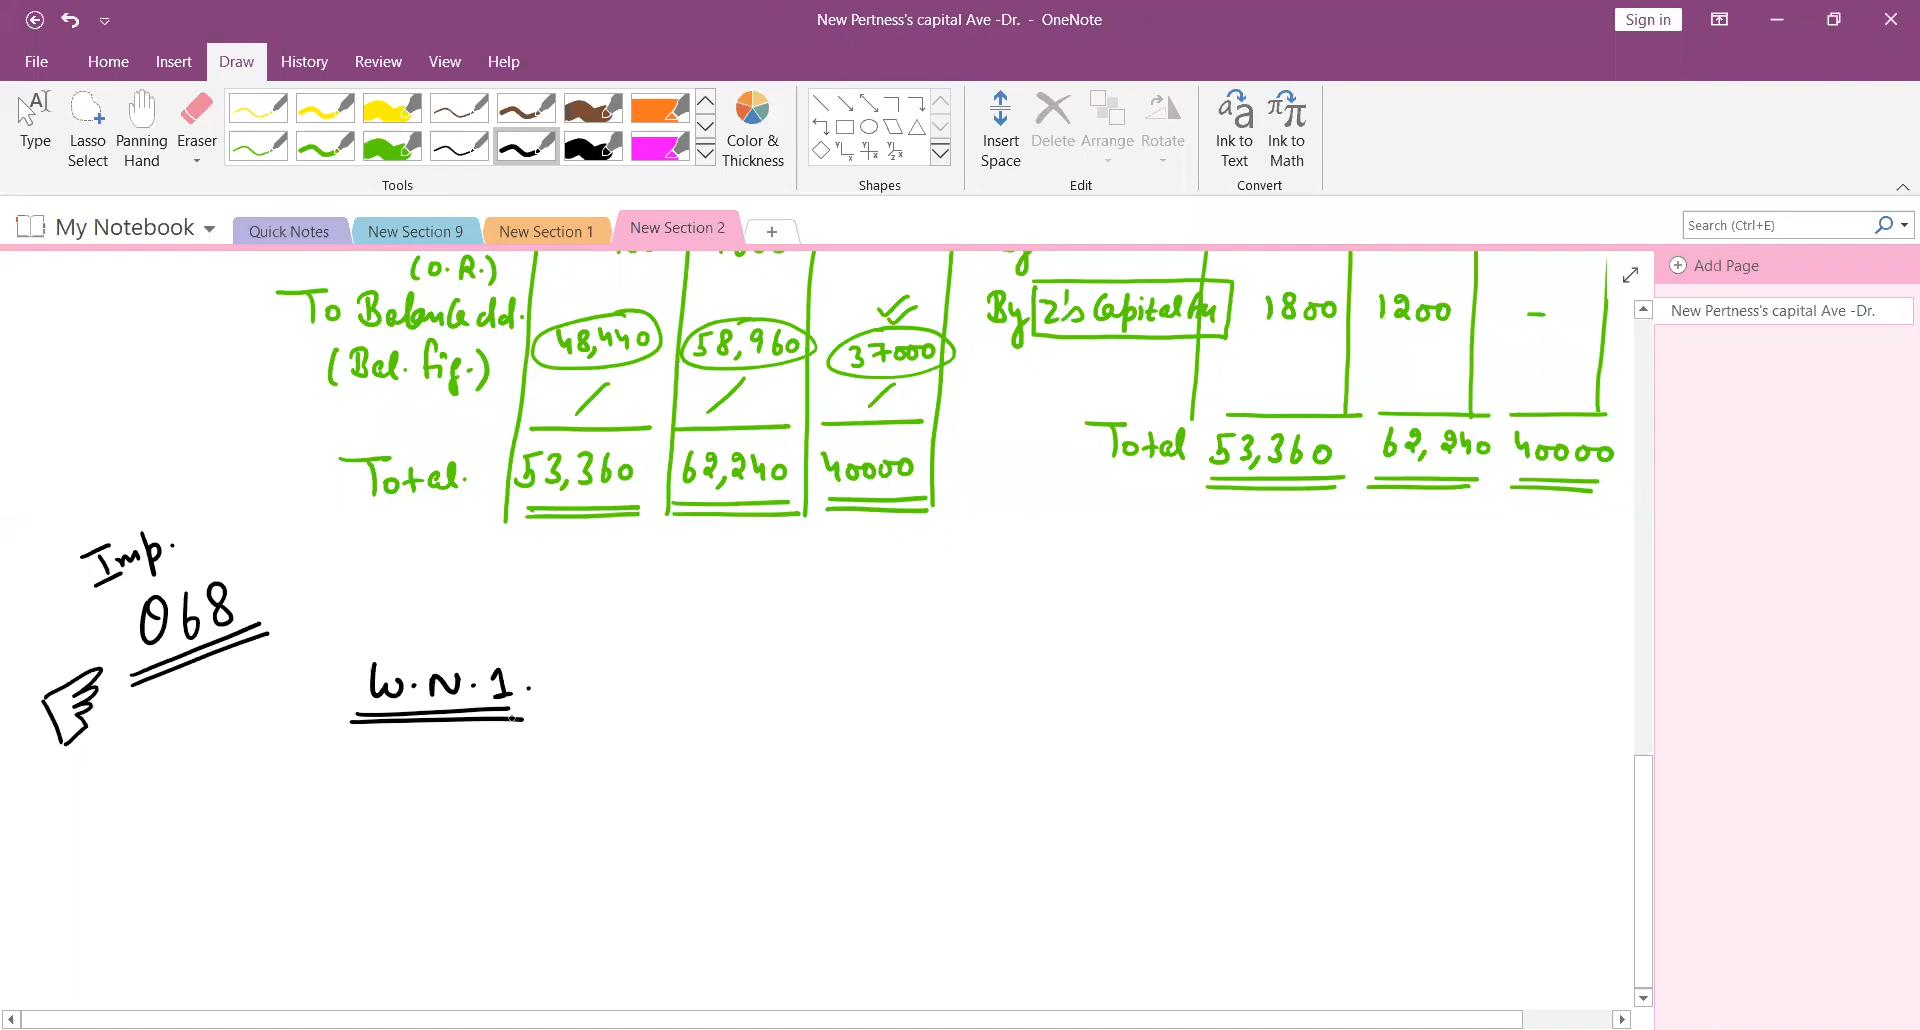 New Pertness's capital Ave -Dr. - OneNote
Sign in
File Home Insert Draw History Review View Help
Type Lasso Select Panning Hand Eraser
Color & Thickness
Insert Space Delete Arrange Rotate
Ink to Text Ink to Math
Tools Shapes Edit Convert
My Notebook Quick Notes New Section 9 New Section 1 New Section 2 +
Search (Ctrl+E)
Add Page
New Pertness's capital Ave -Dr.
(O.R.)
To Balance c/d. 48,440 58,960 37000
(Bal. fig.)
By Z's Capital A/c 1800 1200 -
Total. 53,360 62,240 40000
Total 53,360 62,240 40000
Imp.
068
W.N.1.